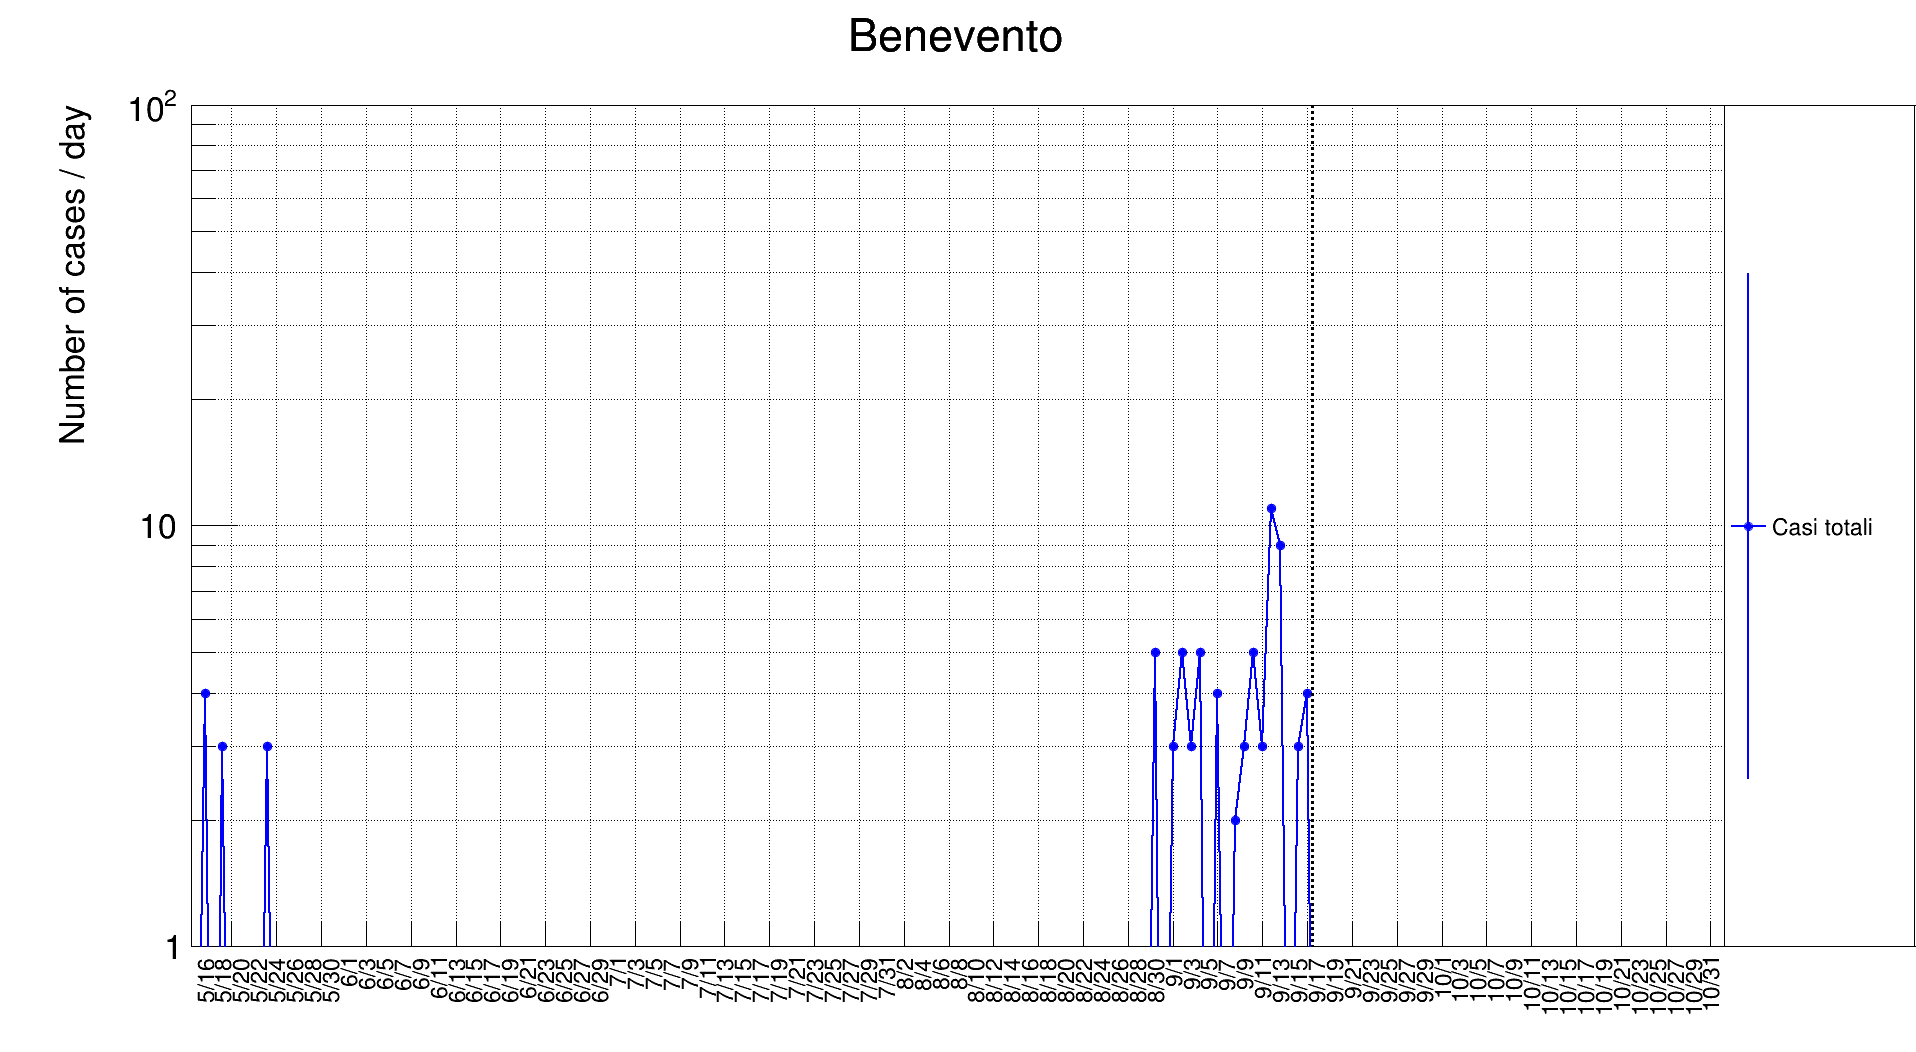 Benevento
Number of cases / day
10²
10
1
5/16 5/18 5/20 5/22 5/24 5/26 5/28 5/30 6/1 6/3 6/5 6/7 6/9 6/11 6/13 6/15 6/17 6/19 6/21 6/23 6/25 6/27 6/29 7/1 7/3 7/5 7/7 7/9 7/11 7/13 7/15 7/17 7/19 7/21 7/23 7/25 7/27 7/29 7/31 8/2 8/4 8/6 8/8 8/10 8/12 8/14 8/16 8/18 8/20 8/22 8/24 8/26 8/28 8/30 9/1 9/3 9/5 9/7 9/9 9/11 9/13 9/15 9/17 9/19 9/21 9/23 9/25 9/27 9/29 10/1 10/3 10/5 10/7 10/9 10/11 10/13 10/15 10/17 10/19 10/21 10/23 10/25 10/27 10/29 10/31
Casi totali